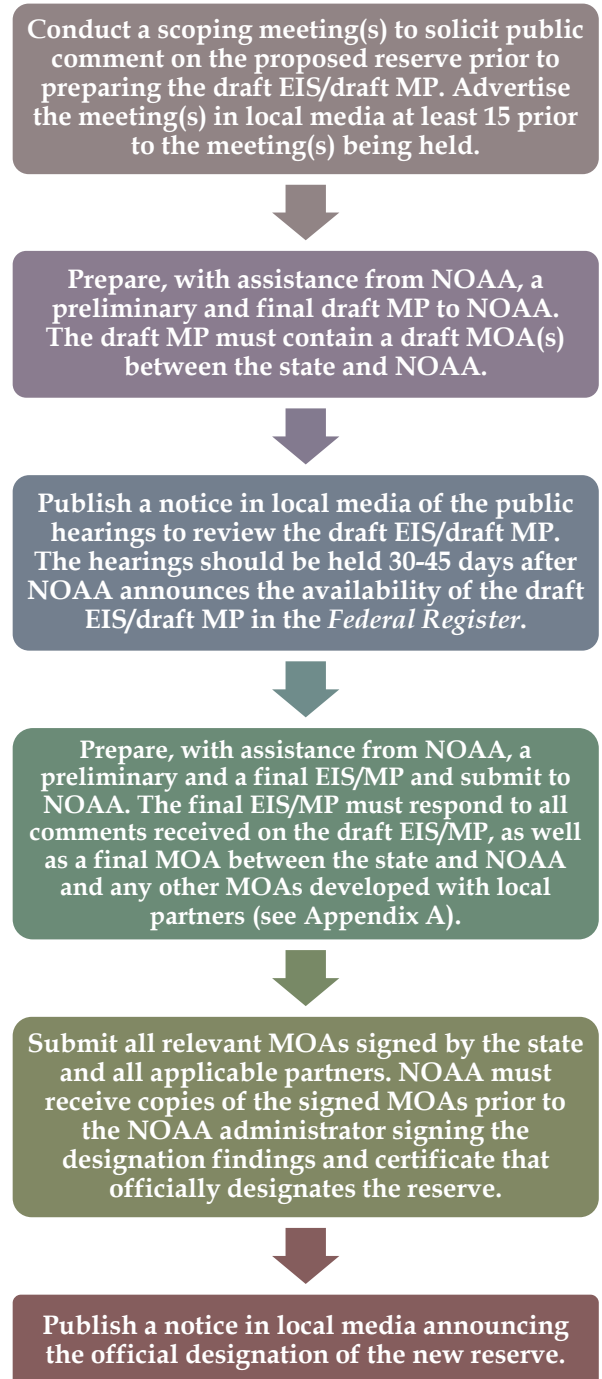 Conduct a scoping meeting(s) to solicit public
comment on the proposed reserve prior to
preparing the draft EIS/draft MP. Advertise
the meeting(s) in local media at least 15 prior
to the meeting(s) being held.
Prepare, with assistance from NOAA, a
preliminary and final draft MP to NOAA.
The draft MP must contain a draft MOA(s)
between the state and NOAA.
Publish a notice in local media of the public
hearings to review the draft EIS/draft MP.
The hearings should be held 30-45 days after
NOAA announces the availability of the draft
EIS/draft MP in the Federal Register.
Prepare, with assistance from NOAA, a
preliminary and a final EIS/MP and submit to
NOAA. The final EIS/MP must respond to all
comments received on the draft EIS/MP, as well
as a final MOA between the state and NOAA
and any other MOAs developed with local
partners (see Appendix A).
Submit all relevant MOAs signed by the state
and all applicable partners. NOAA must
receive copies of the signed MOAs prior to
the NOAA administrator signing the
designation findings and certificate that
officially designates the reserve.
Publish a notice in local media announcing
the official designation of the new reserve.